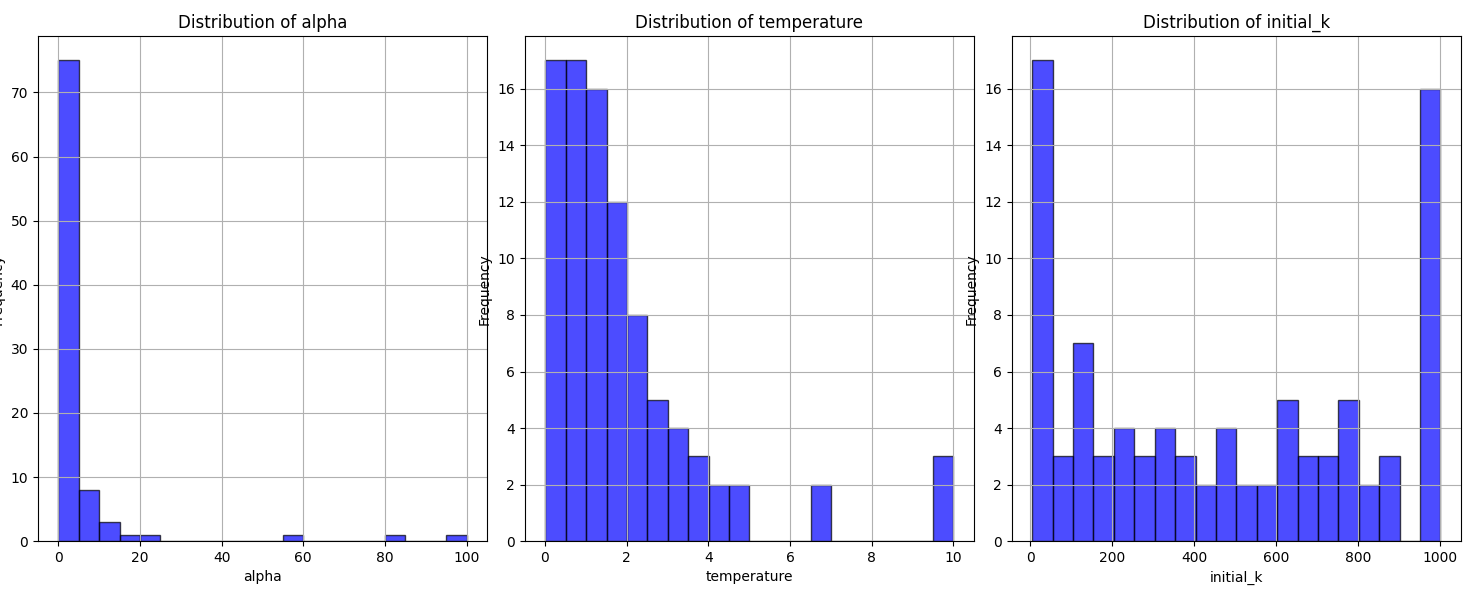 Distribution of alpha
70
60
50
40
30
20
10
0
0 20 40 60 80 100
alpha
Distribution of temperature
Frequency
16
14
12
10
8
6
4
2
0
0 2 4 6 8 10
temperature
Distribution of initial_k
Frequency
16
14
12
10
8
6
4
2
0
0 200 400 600 800 1000
initial_k